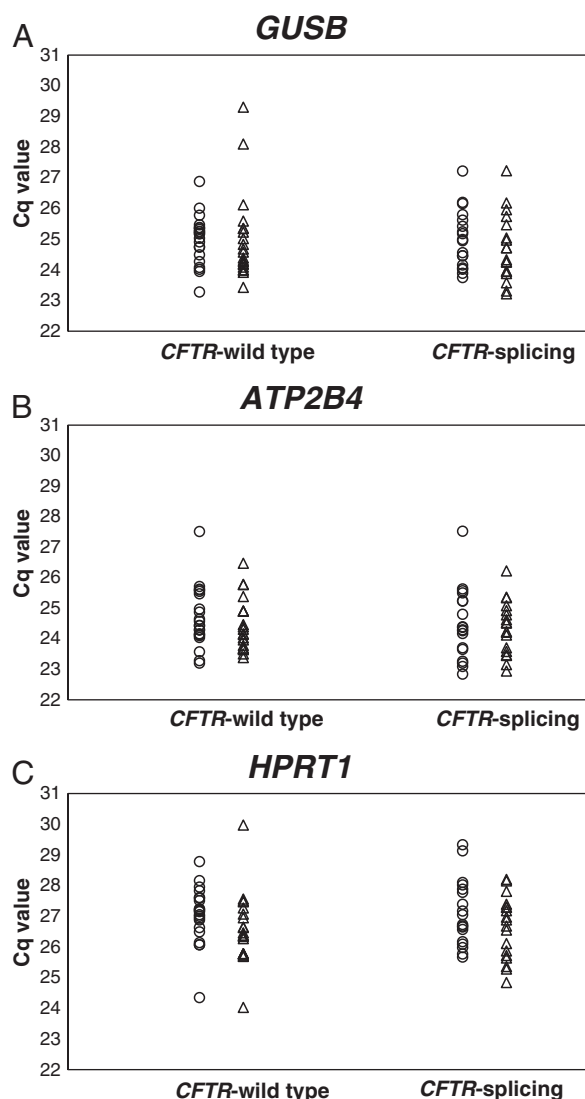 A
GUSB
31
30
29
28
27
26
25
24
23
22
Cq value
CFTR-wild type CFTR-splicing
B
ATP2B4
31
30
29
28
27
26
25
24
23
22
Cq value
CFTR-wild type CFTR-splicing
C
HPRT1
31
30
29
28
27
26
25
24
23
22
Cq value
CFTR-wild type CFTR-splicing